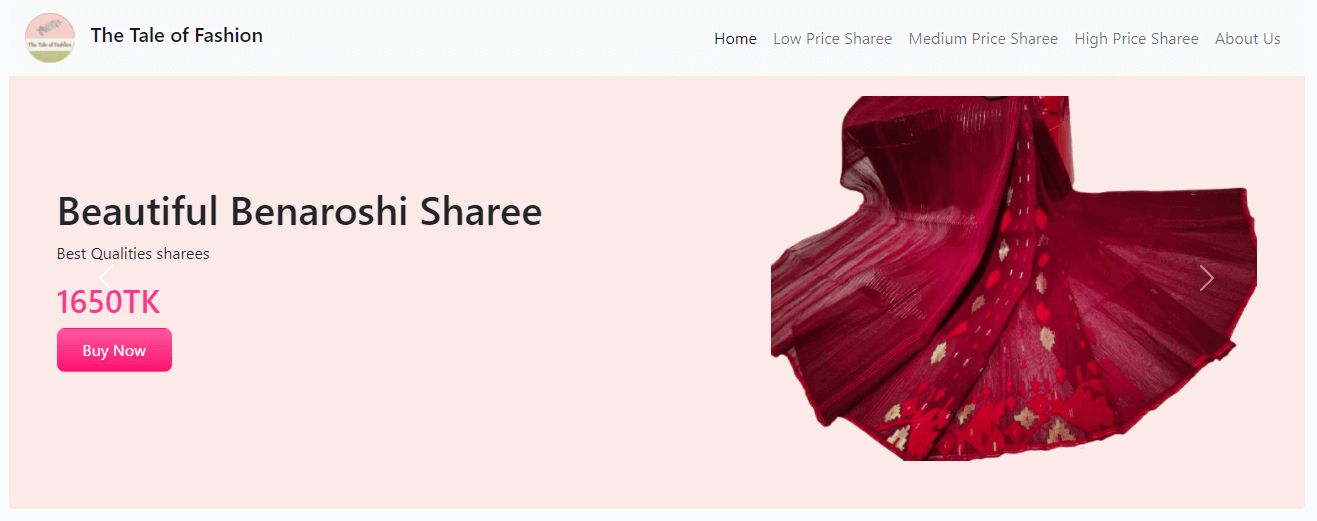 The Tale of Fashion
The Tale of Fashion
Home
Low Price Sharee
Medium Price Sharee
High Price Sharee
About Us
Beautiful Benaroshi Sharee
Best Qualities sharees
1650TK
Buy Now